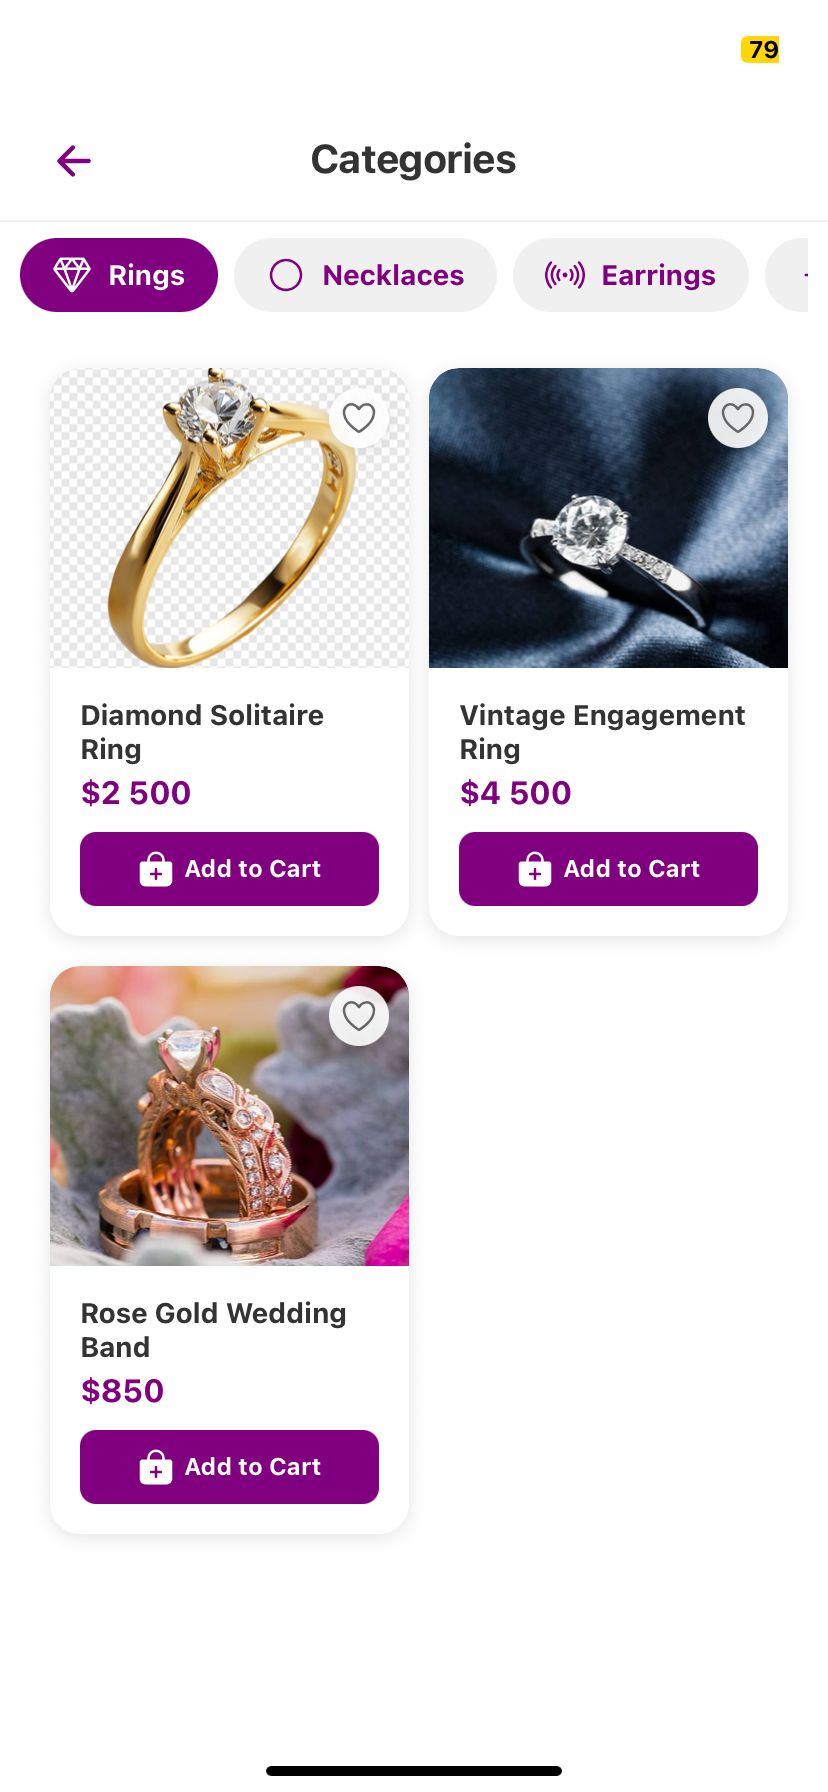 79
Categories
Rings
Necklaces
Earrings
Diamond Solitaire
Ring
$2 500
Add to Cart
Vintage Engagement
Ring
$4 500
Add to Cart
Rose Gold Wedding
Band
$850
Add to Cart